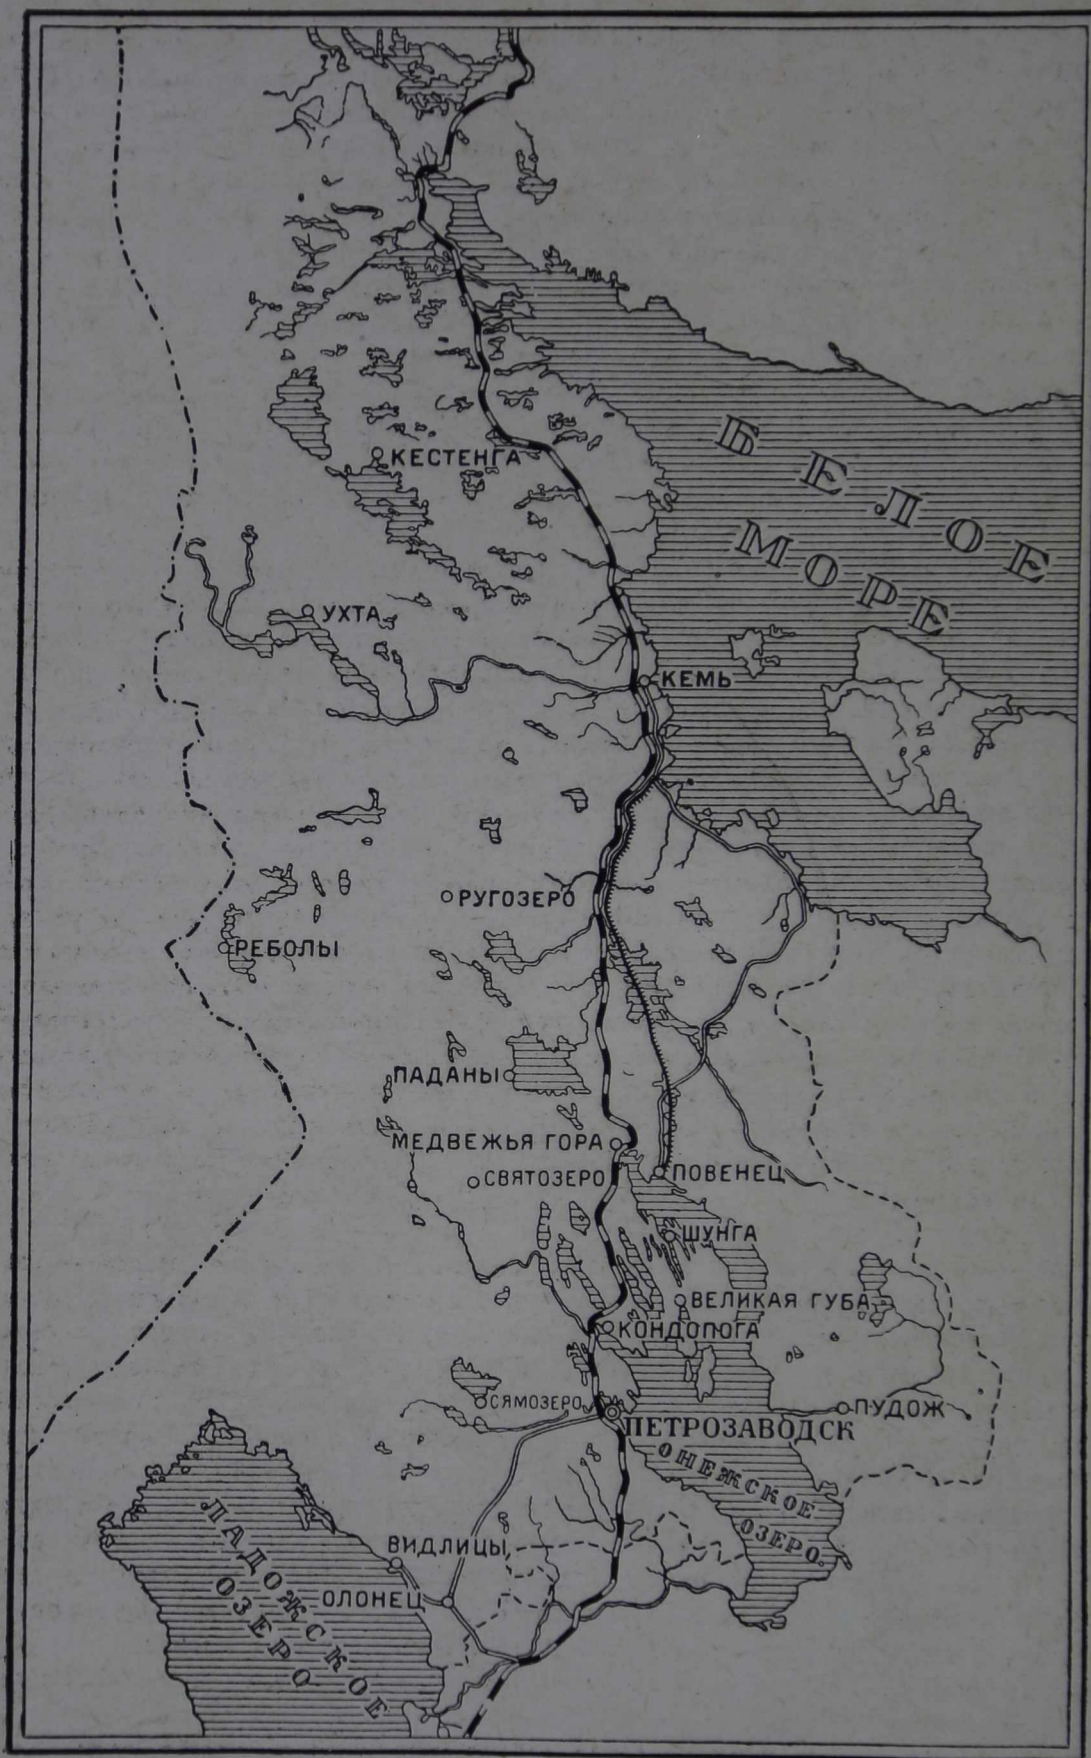 БЕЛОЕ
МОРЕ
КЕСТЕНГА
УХТА
КЕМЬ
РУГОЗЕРО
РЕБОЛЫ
ПАДАНЫ
МЕДВЕЖЬЯ ГОРА
ПОВЕНЕЦ
СВЯТОЗЕРО
ШУНГА
ВЕЛИКАЯ ГУБА
КОНДОПОГА
СЯМОЗЕРО
ПУДОЖ
ПЕТРОЗАВОДСК
ОНЕЖСКОЕ
ОЗЕРО.
ЛАДОЖСКОЕ
ОЗЕРО
ВИДЛИЦЫ
ОЛОНЕЦ